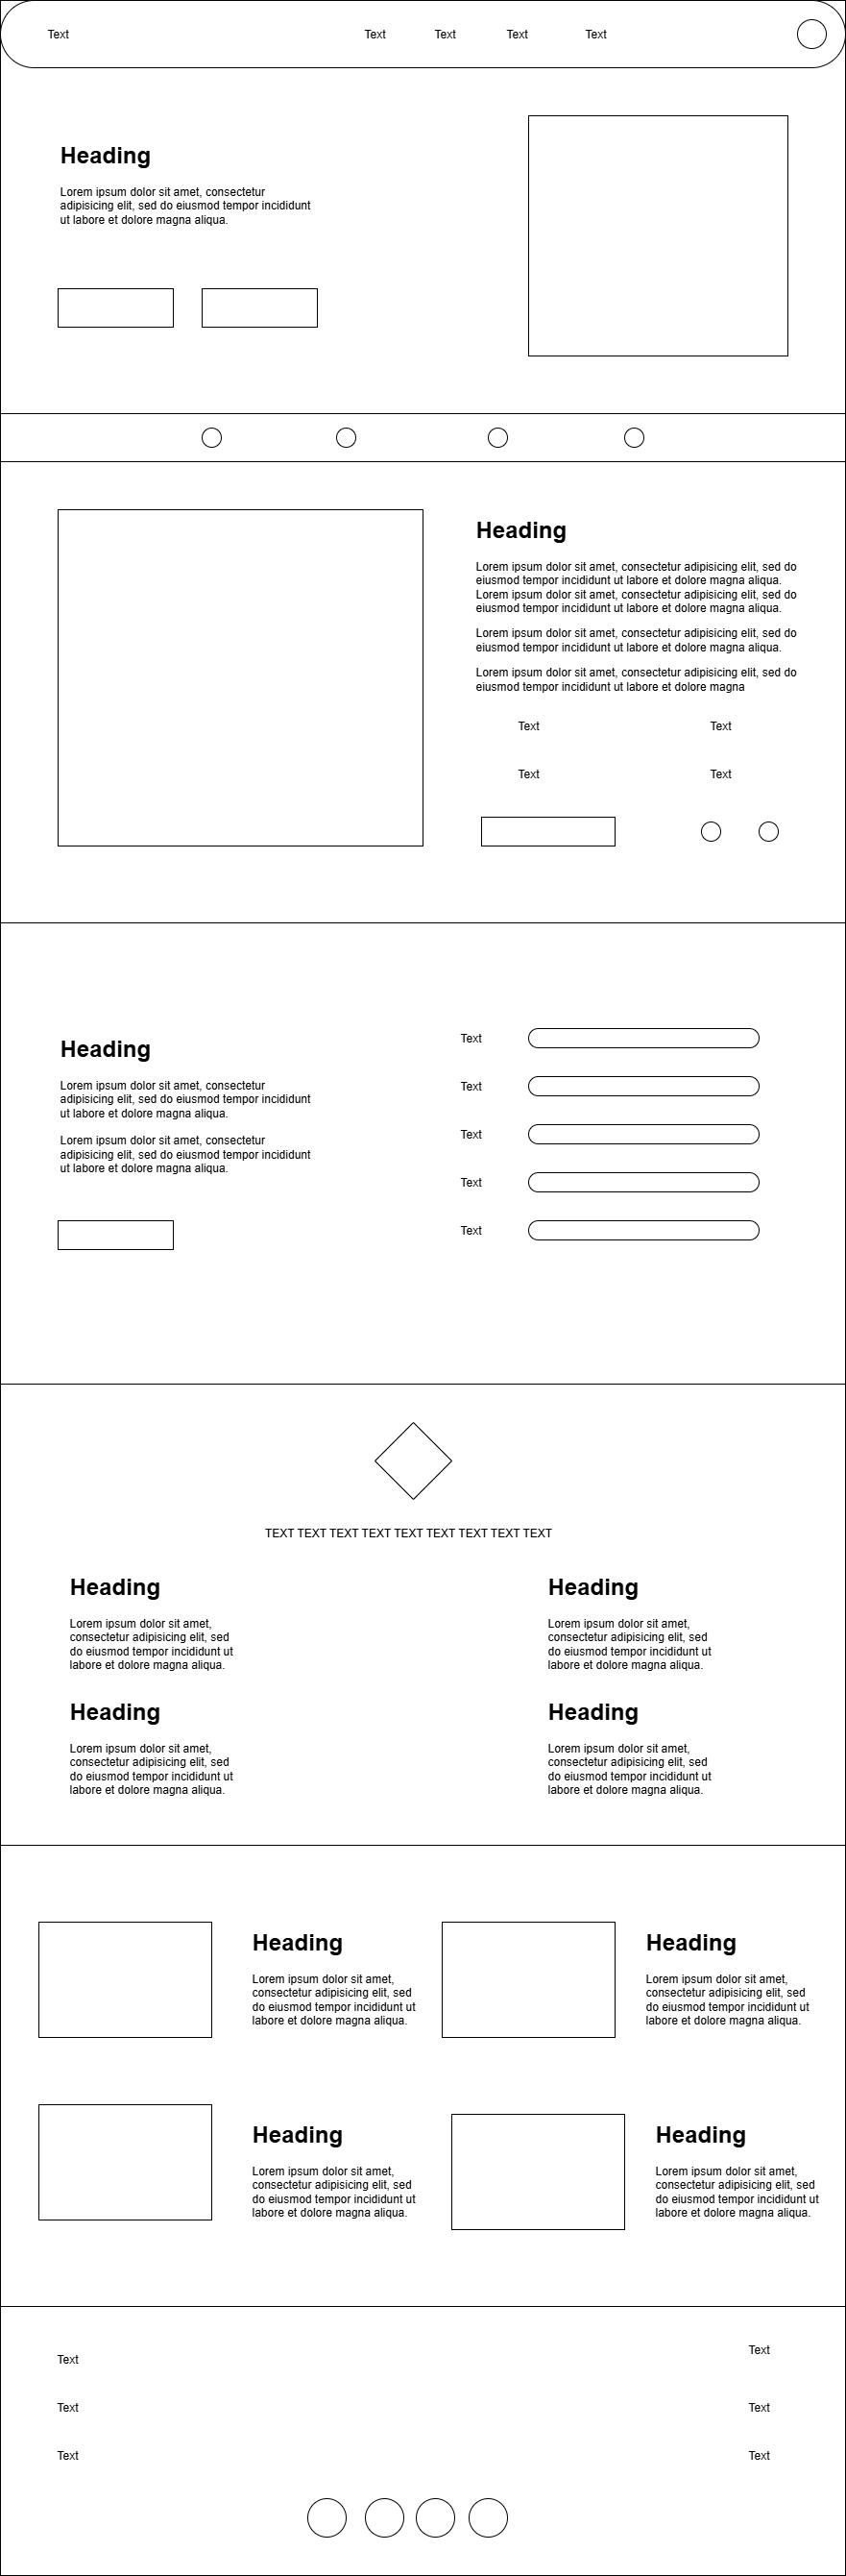 Text Text Text Text Text
Heading
Lorem ipsum dolor sit amet, consectetur
adipisicing elit, sed do eiusmod tempor incididunt
ut labore et dolore magna aliqua.
Heading
Lorem ipsum dolor sit amet, consectetur adipisicing elit, sed do
eiusmod tempor incididunt ut labore et dolore magna aliqua.
Lorem ipsum dolor sit amet, consectetur adipisicing elit, sed do
eiusmod tempor incididunt ut labore et dolore magna aliqua.
Lorem ipsum dolor sit amet, consectetur adipisicing elit, sed do
eiusmod tempor incididunt ut labore et dolore magna aliqua.
Lorem ipsum dolor sit amet, consectetur adipisicing elit, sed do
eiusmod tempor incididunt ut labore et dolore magna
Text Text
Text Text
Heading
Lorem ipsum dolor sit amet, consectetur
adipisicing elit, sed do eiusmod tempor incididunt
ut labore et dolore magna aliqua.
Lorem ipsum dolor sit amet, consectetur
adipisicing elit, sed do eiusmod tempor incididunt
ut labore et dolore magna aliqua.
Text
Text
Text
Text
Text
TEXT TEXT TEXT TEXT TEXT TEXT TEXT TEXT TEXT
Heading
Lorem ipsum dolor sit amet,
consectetur adipisicing elit, sed
do eiusmod tempor incididunt ut
labore et dolore magna aliqua.
Heading
Lorem ipsum dolor sit amet,
consectetur adipisicing elit, sed
do eiusmod tempor incididunt ut
labore et dolore magna aliqua.
Heading
Lorem ipsum dolor sit amet,
consectetur adipisicing elit, sed
do eiusmod tempor incididunt ut
labore et dolore magna aliqua.
Heading
Lorem ipsum dolor sit amet,
consectetur adipisicing elit, sed
do eiusmod tempor incididunt ut
labore et dolore magna aliqua.
Heading
Lorem ipsum dolor sit amet,
consectetur adipisicing elit, sed
do eiusmod tempor incididunt ut
labore et dolore magna aliqua.
Heading
Lorem ipsum dolor sit amet,
consectetur adipisicing elit, sed
do eiusmod tempor incididunt ut
labore et dolore magna aliqua.
Heading
Lorem ipsum dolor sit amet,
consectetur adipisicing elit, sed
do eiusmod tempor incididunt ut
labore et dolore magna aliqua.
Heading
Lorem ipsum dolor sit amet,
consectetur adipisicing elit, sed
do eiusmod tempor incididunt ut
labore et dolore magna aliqua.
Text
Text
Text
Text
Text
Text